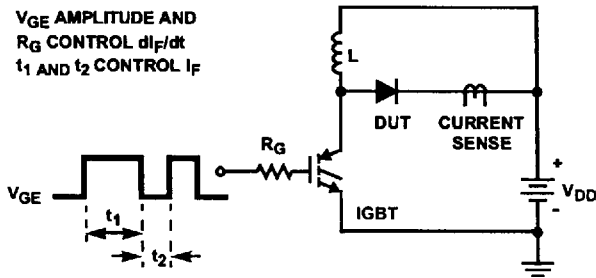 VGE AMPLITUDE AND
RG CONTROL dIF/dt
t1 AND t2 CONTROL IF
L
DUT
CURRENT
SENSE
RG
VGE
t1
t2
IGBT
+
VDD
-